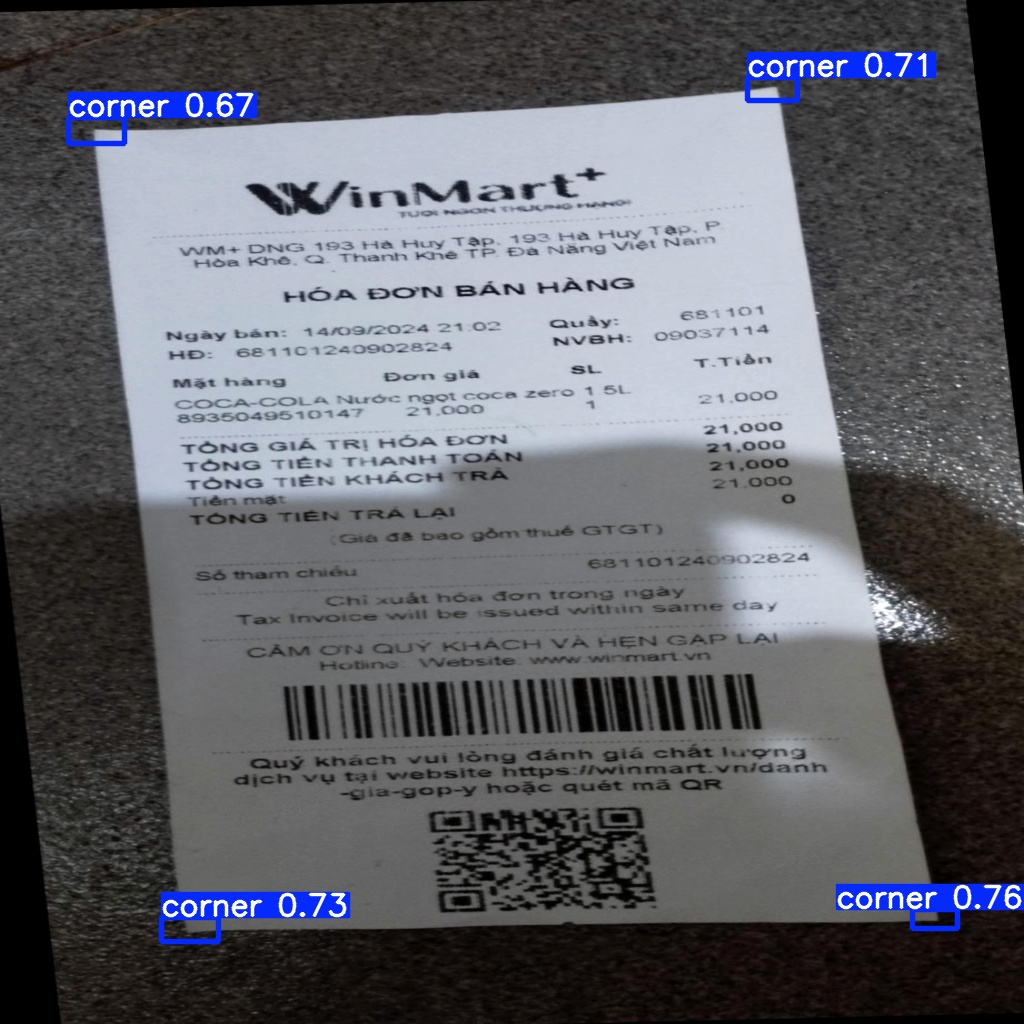 corner 0.71
corner 0.67
WinMart+
TƯƠI NGON THƯỢNG HẠNG!
WM+ DNG 193 Hà Huy Tập, 193 Hà Huy Tập, P.
Hòa Khê, Q. Thanh Khê TP. Đà Nẵng Việt Nam
HÓA ĐƠN BÁN HÀNG
Ngày bán: 14/09/2024 21:02 Quầy: 681101
HĐ: 681101240902824 NVBH: 09037114
Mặt hàng Đơn giá SL T.Tiền
COCA-COLA Nước ngọt coca zero 1.5L
8935049510147 21,000 1 21,000
TỔNG GIÁ TRỊ HÓA ĐƠN 21,000
TỔNG TIỀN THANH TOÁN 21,000
TỔNG TIỀN KHÁCH TRẢ 21,000
Tiền mặt 21,000
TỔNG TIỀN TRẢ LẠI 0
(Giá đã bao gồm thuế GTGT)
Số tham chiếu 681101240902824
Chỉ xuất hóa đơn trong ngày
Tax Invoice will be issued within same day
CẢM ƠN QUÝ KHÁCH VÀ HẸN GẶP LẠI
Hotline: Website: www.winmart.vn
Quý khách vui lòng đánh giá chất lượng
dịch vụ tại website https://winmart.vn/danh
-gia-gop-y hoặc quét mã QR
corner 0.73
corner 0.76